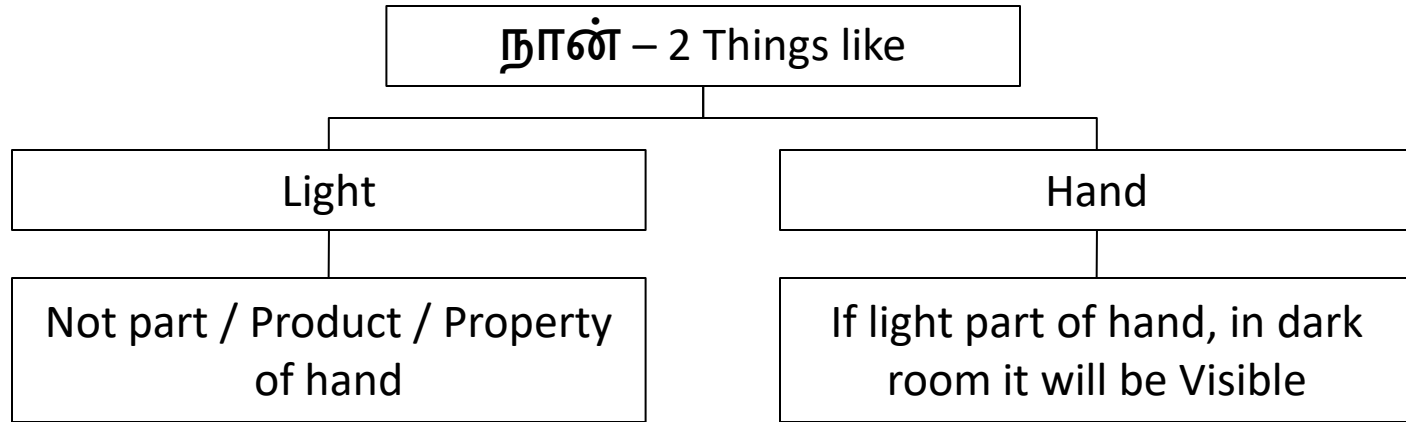 நான் – 2 Things like
Light
Hand
Not part / Product / Property
of hand
If light part of hand, in dark
room it will be Visible